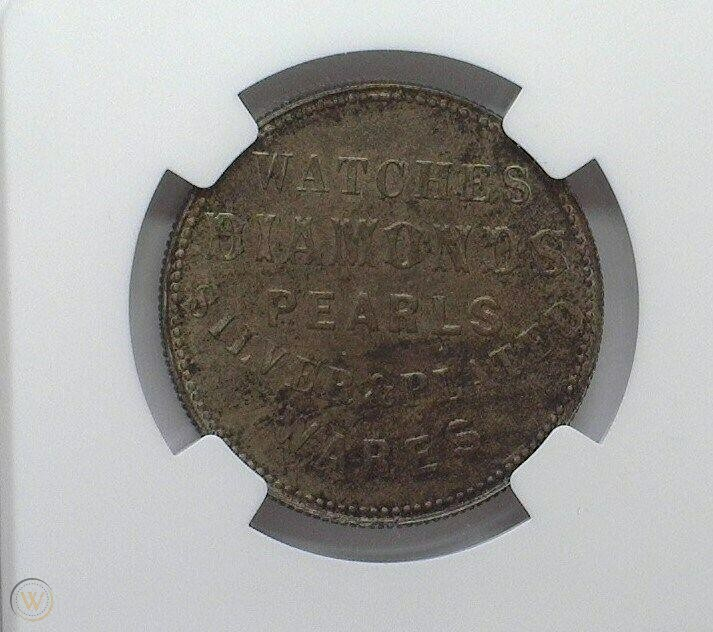 WATCHES
DIAMONDS
PEARLS
SILVER & PLATED
WARES
W